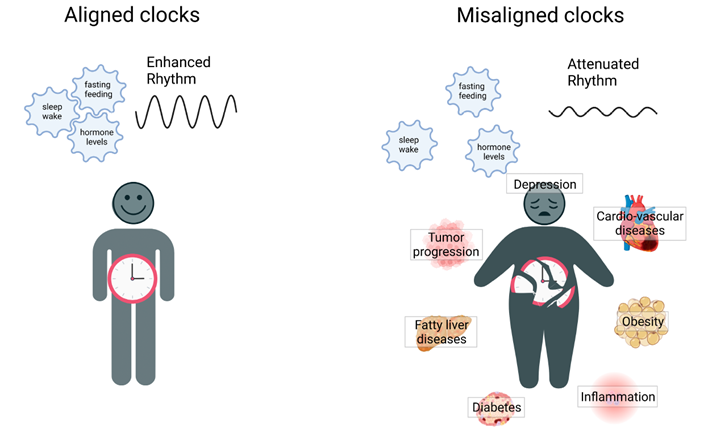 Aligned clocks
Enhanced
Rhythm
fasting
feeding
sleep
wake
hormone
levels
Misaligned clocks
Attenuated
Rhythm
fasting
feeding
sleep
wake
hormone
levels
Depression
Cardio-vascular
diseases
Tumor
progression
Fatty liver
diseases
Obesity
Inflammation
Diabetes